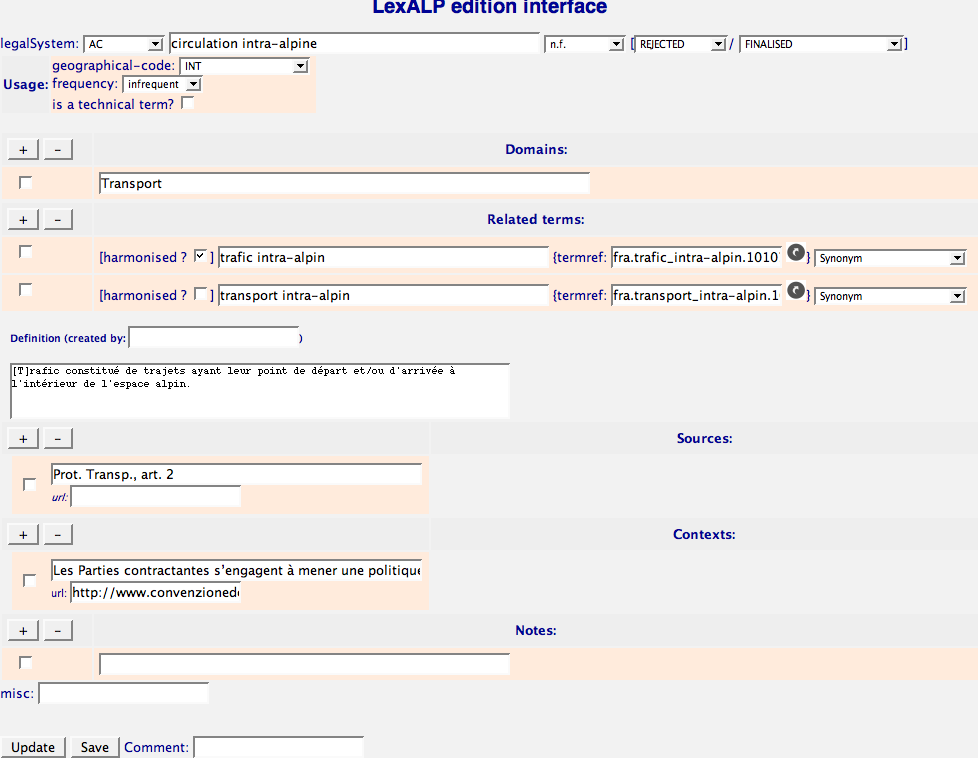 LexALP edition interface
legalSystem: AC circulation intra-alpine n.f. [ REJECTED / FINALISED ]
Usage: geographical-code: INT
frequency: infrequent
is a technical term?
+ - Domains:
Transport
+ - Related terms:
[harmonised ? ] trafic intra-alpin {termref: fra.trafic_intra-alpin.1010 } Synonym
[harmonised ? ] transport intra-alpin {termref: fra.transport_intra-alpin.1 } Synonym
Definition (created by: )
[T]rafic constitué de trajets ayant leur point de départ et/ou d'arrivée à
l'intérieur de l'espace alpin.
+ - Sources:
Prot. Transp., art. 2
url:
+ - Contexts:
Les Parties contractantes s'engagent à mener une politique
url: http://www.convenzionede
+ - Notes:
misc:
Update Save Comment: